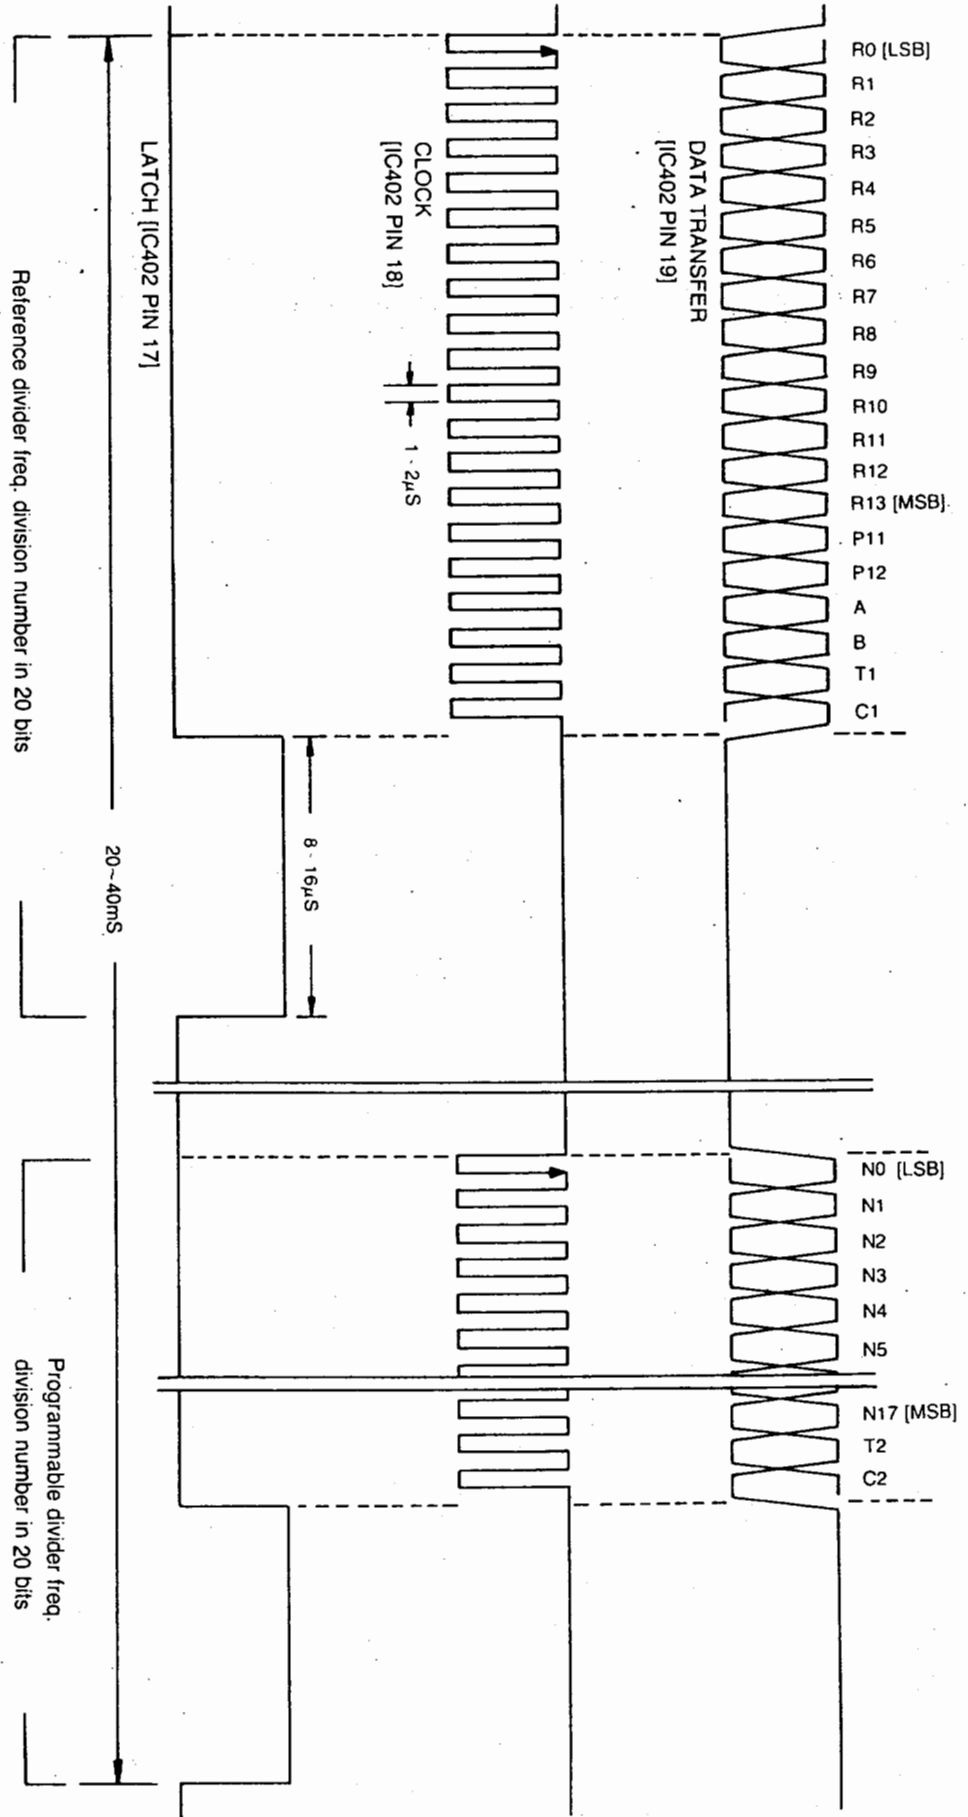 R0 [LSB]
R1
R2
R3
R4
R5
R6
R7
R8
R9
R10
R11
R12
R13 [MSB]
P11
P12
A
B
T1
C1
N0 [LSB]
N1
N2
N3
N4
N5
N17 [MSB]
T2
C2
DATA TRANSFER
[IC402 PIN 19]
CLOCK
[IC402 PIN 18]
1 - 2μS
LATCH [IC402 PIN 17]
8 - 16μS
20~40mS
Reference divider freq. division number in 20 bits
Programmable divider freq.
division number in 20 bits